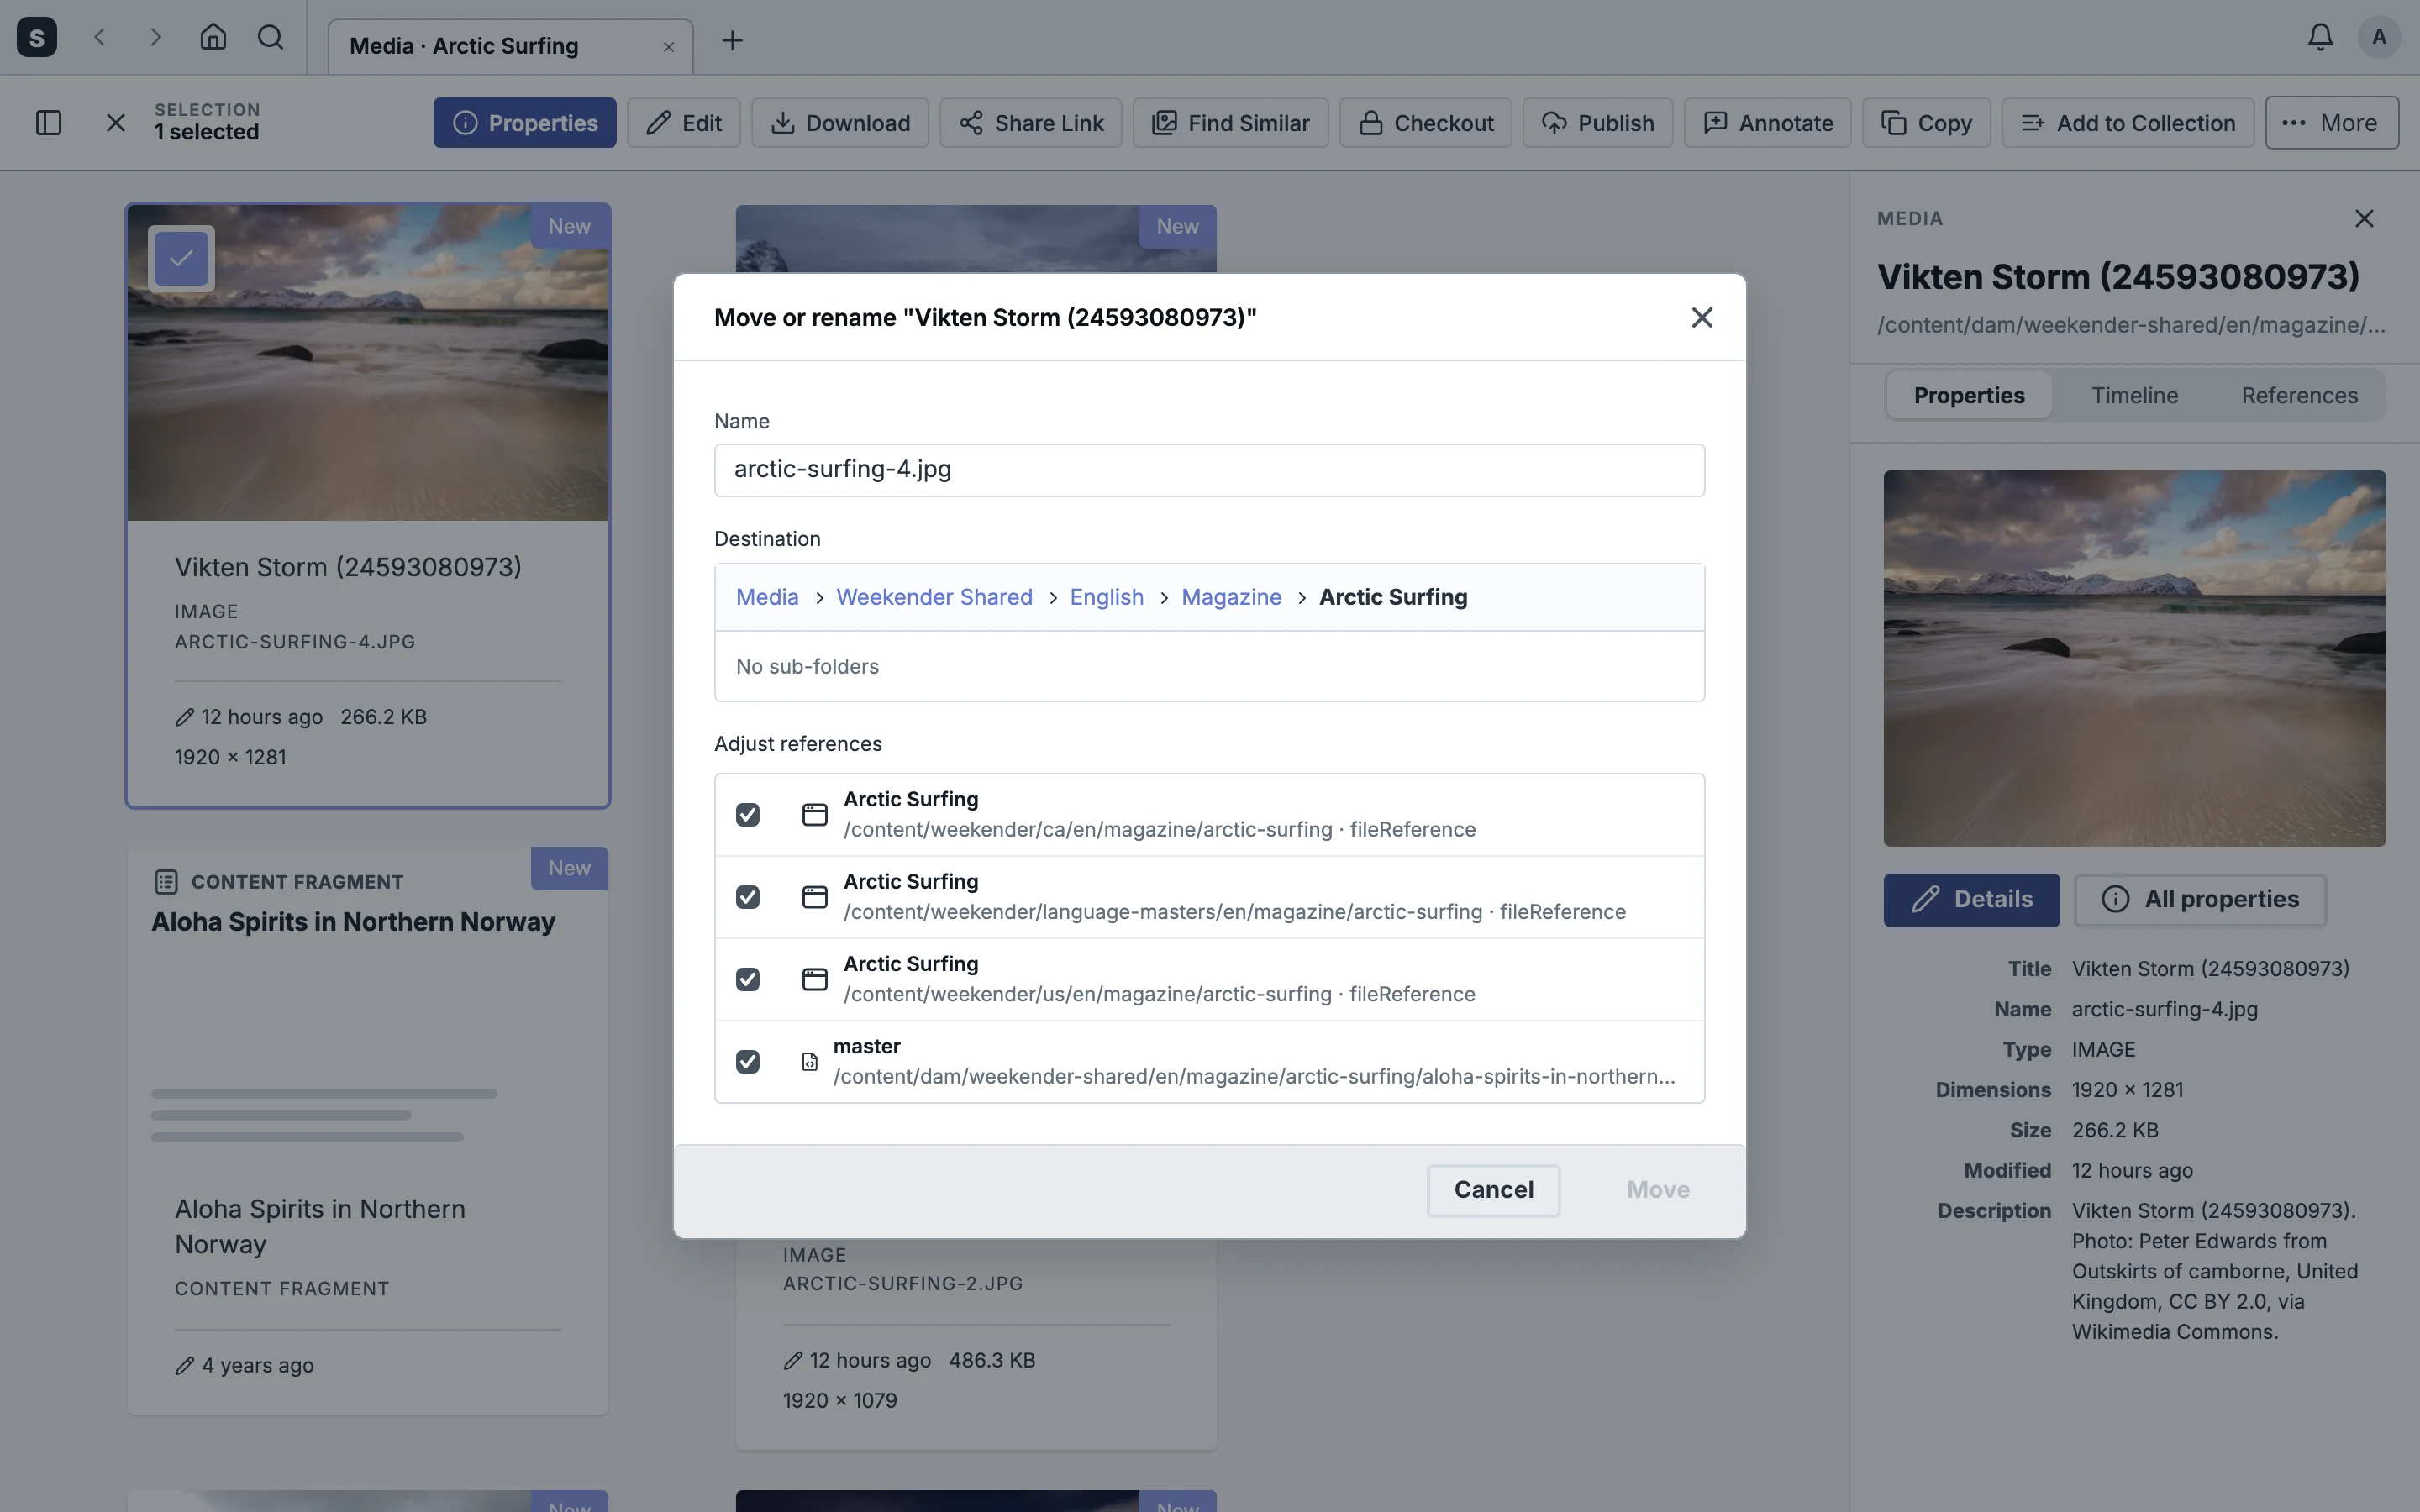 S
Media · Arctic Surfing
A
SELECTION
1 selected
Properties
Edit
Download
Share Link
Find Similar
Checkout
Publish
Annotate
Copy
Add to Collection
More
New
Vikten Storm (24593080973)
IMAGE
ARCTIC-SURFING-4.JPG
12 hours ago 266.2 KB
1920 × 1281
New
CONTENT FRAGMENT
New
Aloha Spirits in Northern Norway
Aloha Spirits in Northern
Norway
CONTENT FRAGMENT
4 years ago
New
Move or rename "Vikten Storm (24593080973)"
Name
arctic-surfing-4.jpg
Destination
Media > Weekender Shared > English > Magazine > Arctic Surfing
No sub-folders
Adjust references
Arctic Surfing
/content/weekender/ca/en/magazine/arctic-surfing · fileReference
Arctic Surfing
/content/weekender/language-masters/en/magazine/arctic-surfing · fileReference
Arctic Surfing
/content/weekender/us/en/magazine/arctic-surfing · fileReference
master
/content/dam/weekender-shared/en/magazine/arctic-surfing/aloha-spirits-in-northern...
Cancel
Move
IMAGE
ARCTIC-SURFING-2.JPG
12 hours ago 486.3 KB
1920 × 1079
New
MEDIA
Vikten Storm (24593080973)
/content/dam/weekender-shared/en/magazine/...
Properties
Timeline
References
Details
All properties
Title Vikten Storm (24593080973)
Name arctic-surfing-4.jpg
Type IMAGE
Dimensions 1920 × 1281
Size 266.2 KB
Modified 12 hours ago
Description Vikten Storm (24593080973).
Photo: Peter Edwards from
Outskirts of camborne, United
Kingdom, CC BY 2.0, via
Wikimedia Commons.